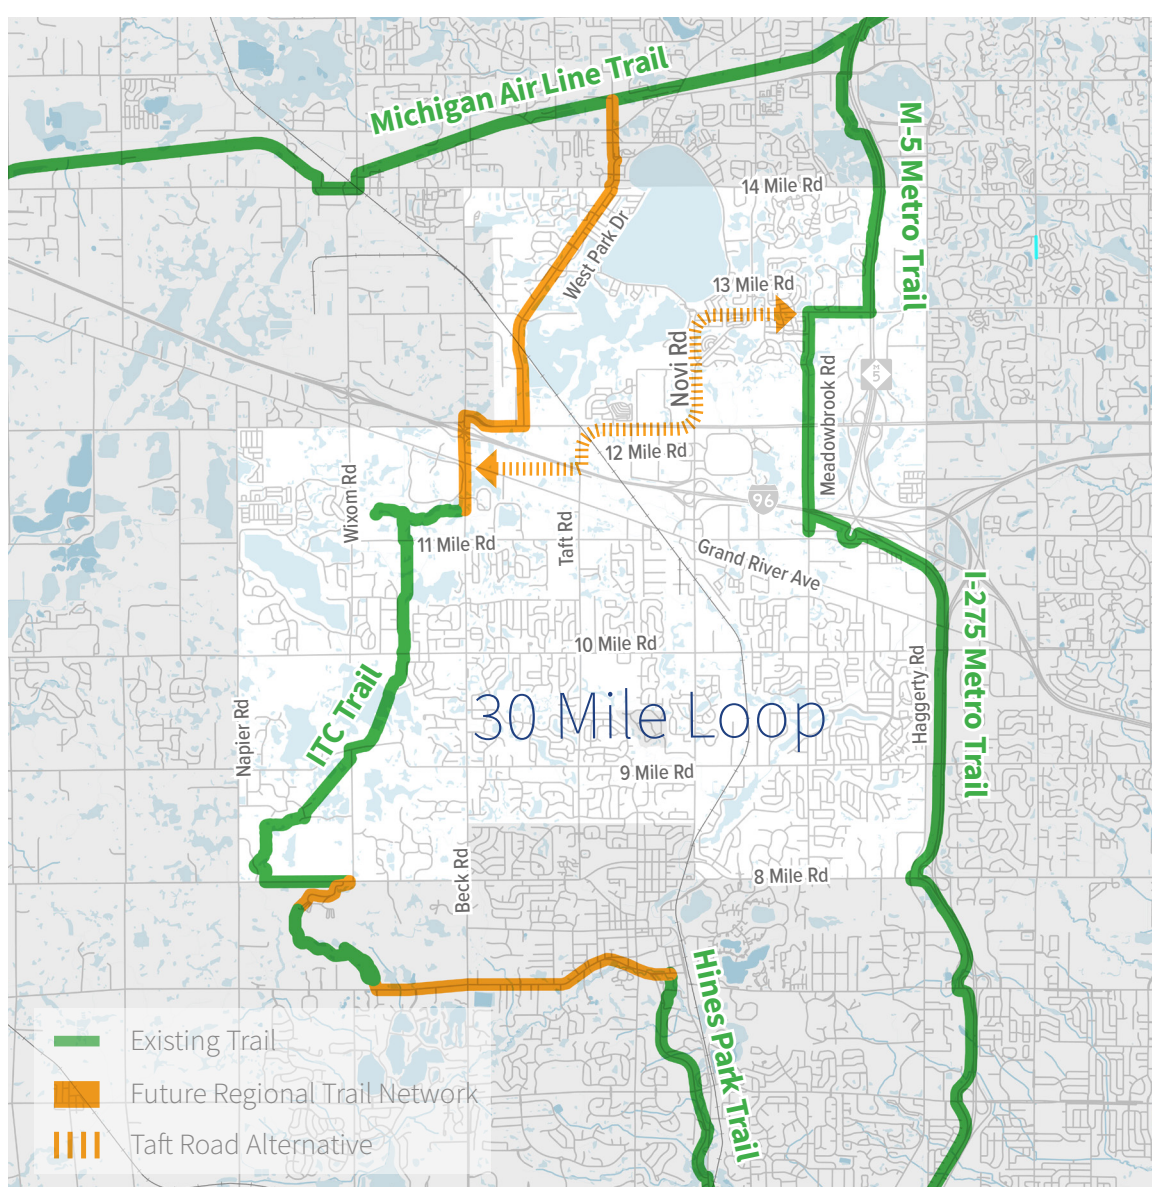 Michigan Air Line Trail
M-5 Metro Trail
14 Mile Rd
West Park Dr
13 Mile Rd
Novi Rd
Meadowbrook Rd
M
5
12 Mile Rd
Wixom Rd
96
11 Mile Rd
Taft Rd
Grand River Ave
I-275 Metro Trail
10 Mile Rd
Haggerty Rd
ITC Trail
30 Mile Loop
Napier Rd
9 Mile Rd
Beck Rd
8 Mile Rd
Hines Park Trail
Existing Trail
Future Regional Trail Network
Taft Road Alternative